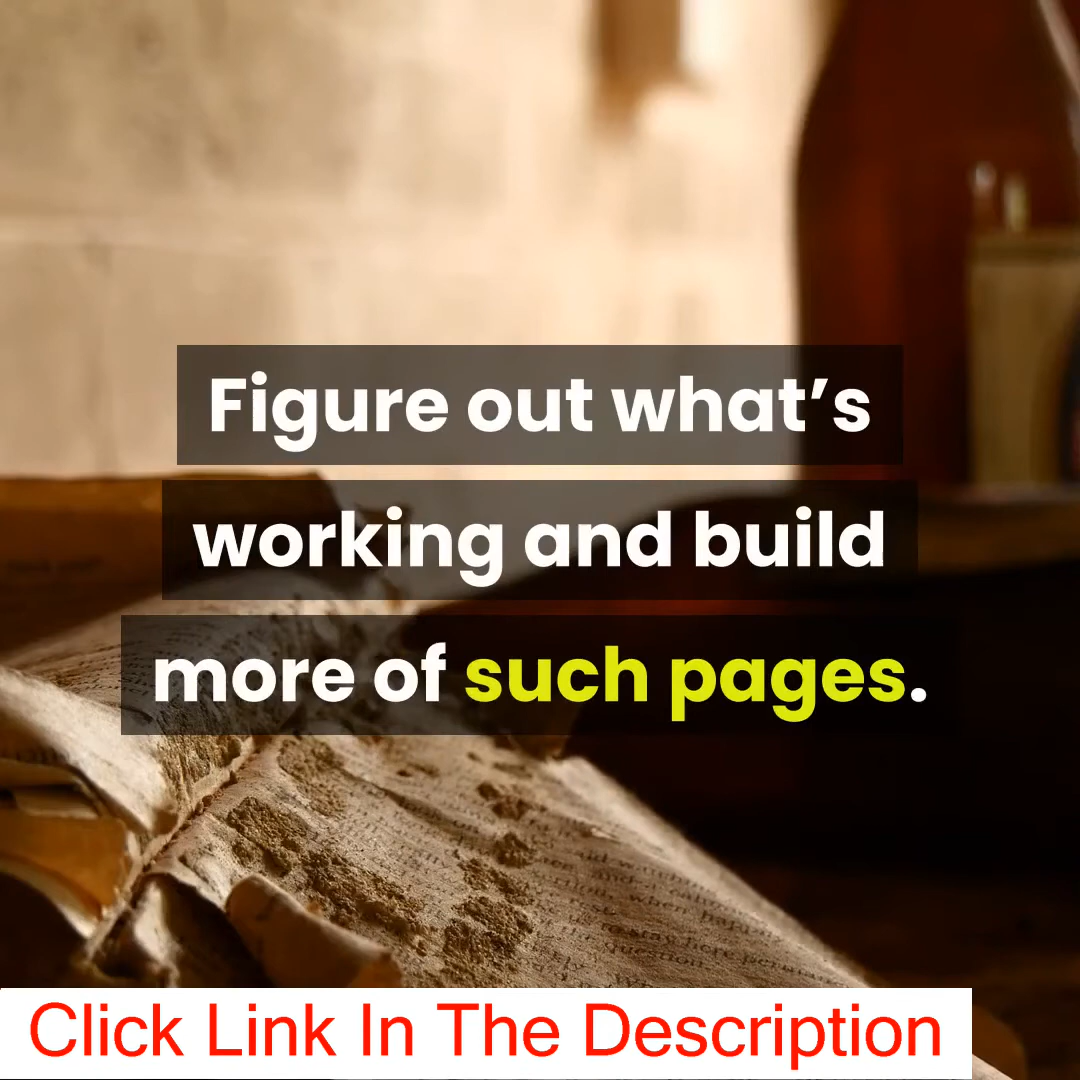 Figure out what’s
working and build
more of such pages.
Click Link In The Description